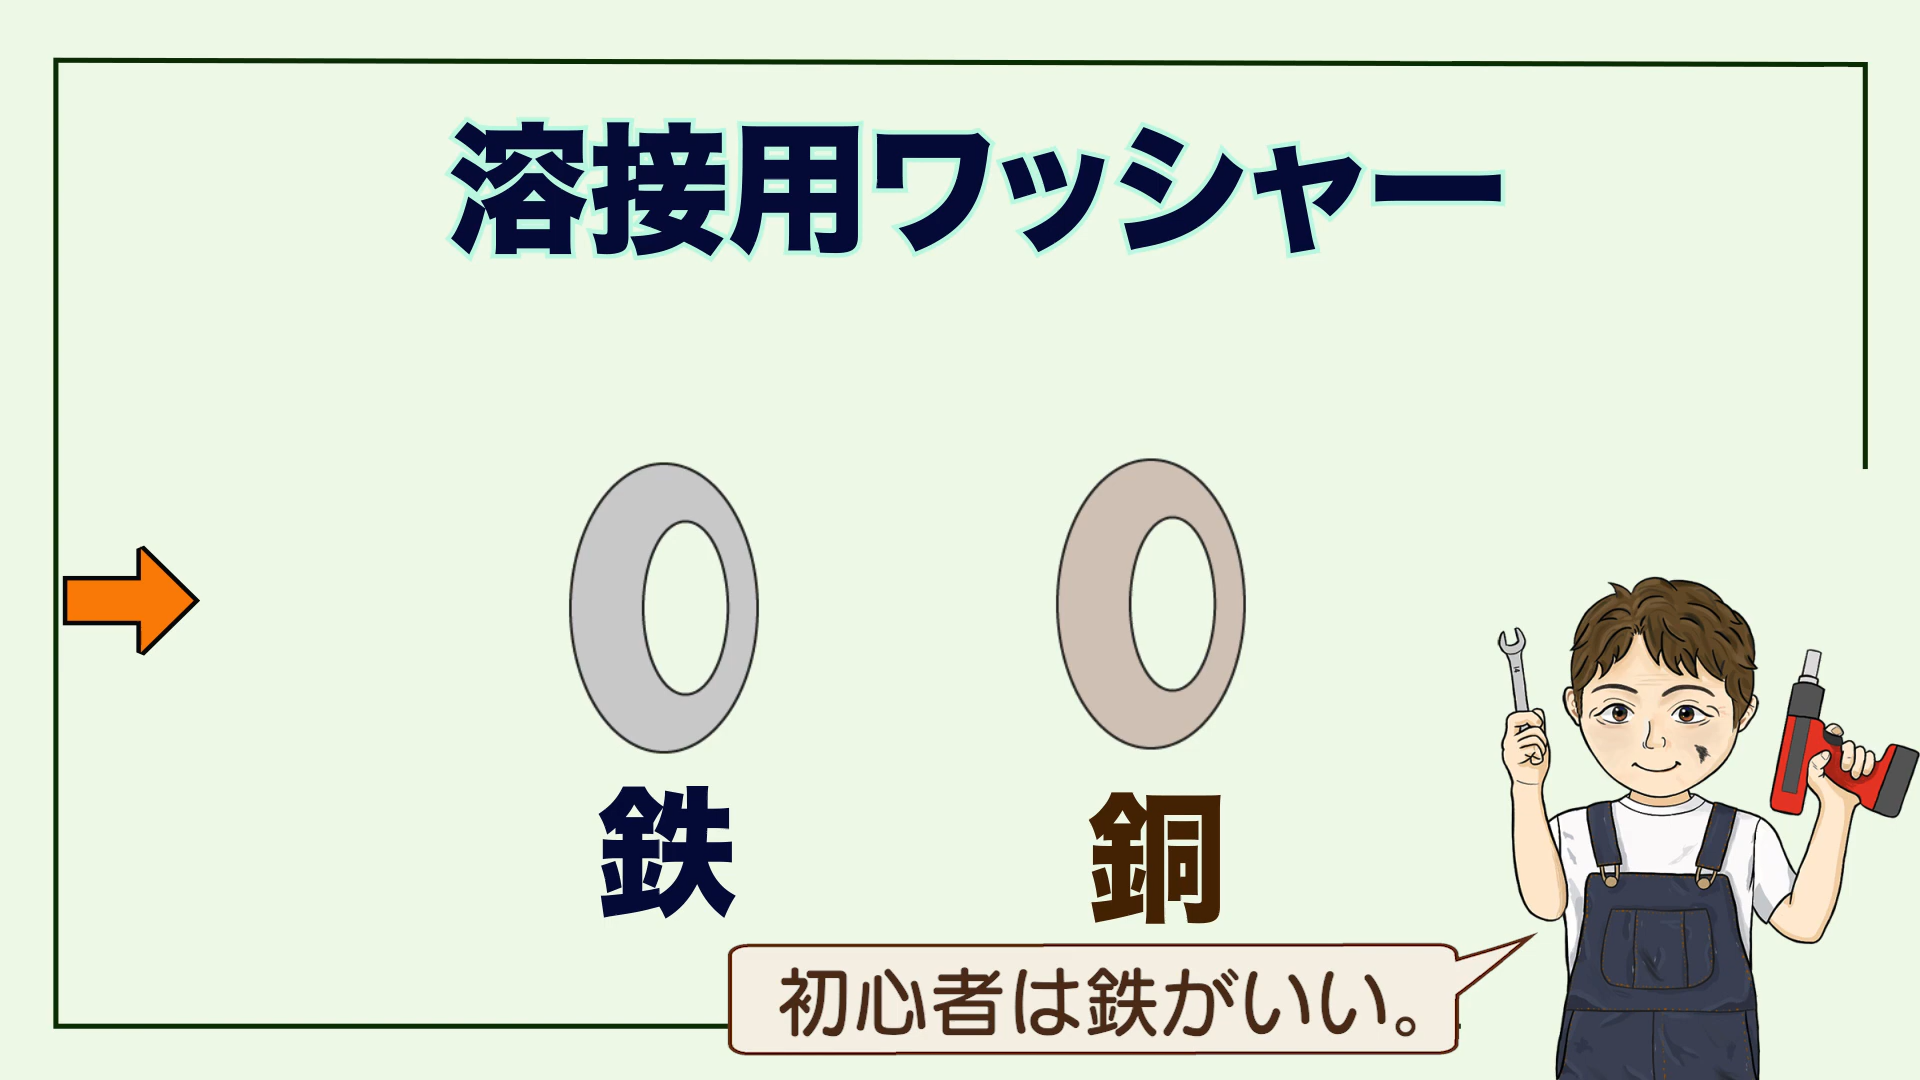 溶接用ワッシャー
鉄
銅
初心者は鉄がいい。